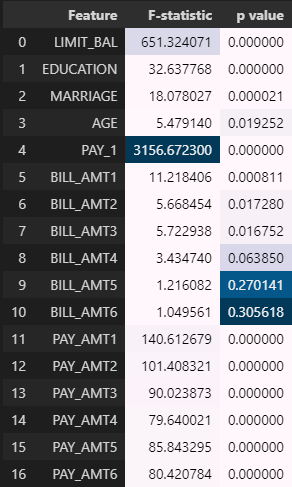 Feature F-statistic p value
0 LIMIT_BAL 651.324071 0.000000
1 EDUCATION 32.637768 0.000000
2 MARRIAGE 18.078027 0.000021
3 AGE 5.479140 0.019252
4 PAY_1 3156.672300 0.000000
5 BILL_AMT1 11.218406 0.000811
6 BILL_AMT2 5.668454 0.017280
7 BILL_AMT3 5.722938 0.016752
8 BILL_AMT4 3.434740 0.063850
9 BILL_AMT5 1.216082 0.270141
10 BILL_AMT6 1.049561 0.305618
11 PAY_AMT1 140.612679 0.000000
12 PAY_AMT2 101.408321 0.000000
13 PAY_AMT3 90.023873 0.000000
14 PAY_AMT4 79.640021 0.000000
15 PAY_AMT5 85.843295 0.000000
16 PAY_AMT6 80.420784 0.000000